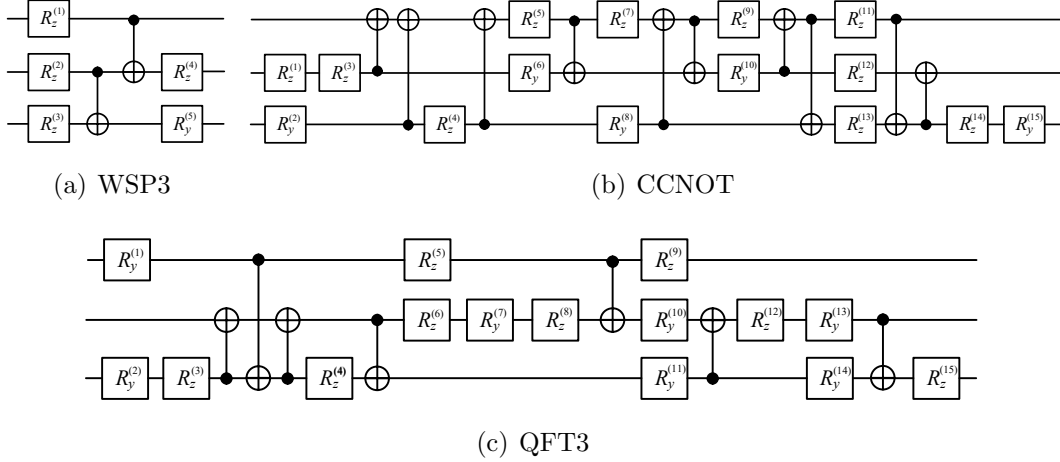 R_z^(1)
R_z^(2) R_z^(4)
R_z^(3) R_y^(5)
(a) WSP3
R_z^(5) R_z^(7) R_z^(9) R_z^(11)
R_z^(1) R_z^(3) R_y^(6) R_y^(10) R_z^(12)
R_y^(2) R_z^(4) R_y^(8) R_z^(13) R_z^(14) R_y^(15)
(b) CCNOT
R_y^(1) R_z^(5) R_z^(9)
R_z^(6) R_y^(7) R_z^(8) R_y^(10) R_z^(12) R_y^(13)
R_y^(2) R_z^(3) R_z^(4) R_y^(11) R_y^(14) R_z^(15)
(c) QFT3